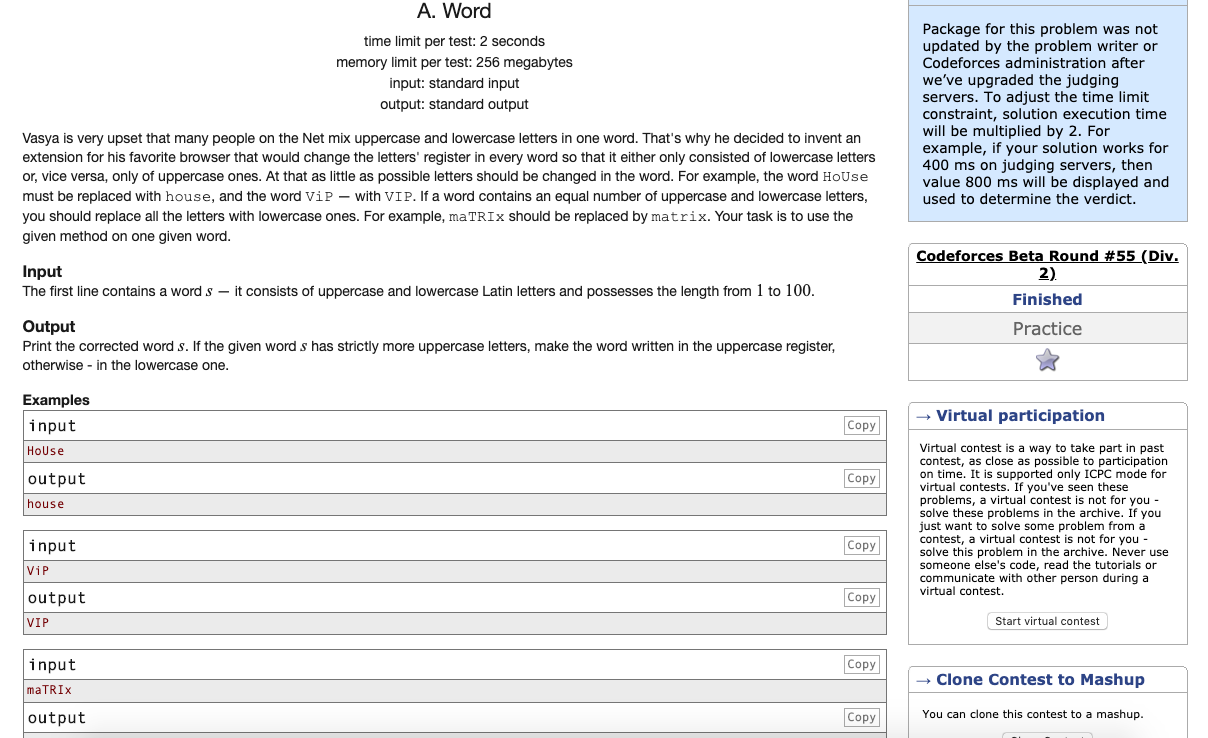 A. Word
time limit per test: 2 seconds
memory limit per test: 256 megabytes
input: standard input
output: standard output
Vasya is very upset that many people on the Net mix uppercase and lowercase letters in one word. That's why he decided to invent an
extension for his favorite browser that would change the letters' register in every word so that it either only consisted of lowercase letters
or, vice versa, only of uppercase ones. At that as little as possible letters should be changed in the word. For example, the word HoUse
must be replaced with house, and the word ViP — with VIP. If a word contains an equal number of uppercase and lowercase letters,
you should replace all the letters with lowercase ones. For example, maTRIx should be replaced by matrix. Your task is to use the
given method on one given word.
Input
The first line contains a word s — it consists of uppercase and lowercase Latin letters and possesses the length from 1 to 100.
Output
Print the corrected word s. If the given word s has strictly more uppercase letters, make the word written in the uppercase register,
otherwise - in the lowercase one.
Examples
input
Copy
HoUse
output
Copy
house
input
Copy
ViP
output
Copy
VIP
input
Copy
maTRIx
output
Copy
Package for this problem was not
updated by the problem writer or
Codeforces administration after
we’ve upgraded the judging
servers. To adjust the time limit
constraint, solution execution time
will be multiplied by 2. For
example, if your solution works for
400 ms on judging servers, then
value 800 ms will be displayed and
used to determine the verdict.
Codeforces Beta Round #55 (Div.
2)
Finished
Practice
→ Virtual participation
Virtual contest is a way to take part in past
contest, as close as possible to participation
on time. It is supported only ICPC mode for
virtual contests. If you've seen these
problems, a virtual contest is not for you -
solve these problems in the archive. If you
just want to solve some problem from a
contest, a virtual contest is not for you -
solve this problem in the archive. Never use
someone else's code, read the tutorials or
communicate with other person during a
virtual contest.
Start virtual contest
→ Clone Contest to Mashup
You can clone this contest to a mashup.